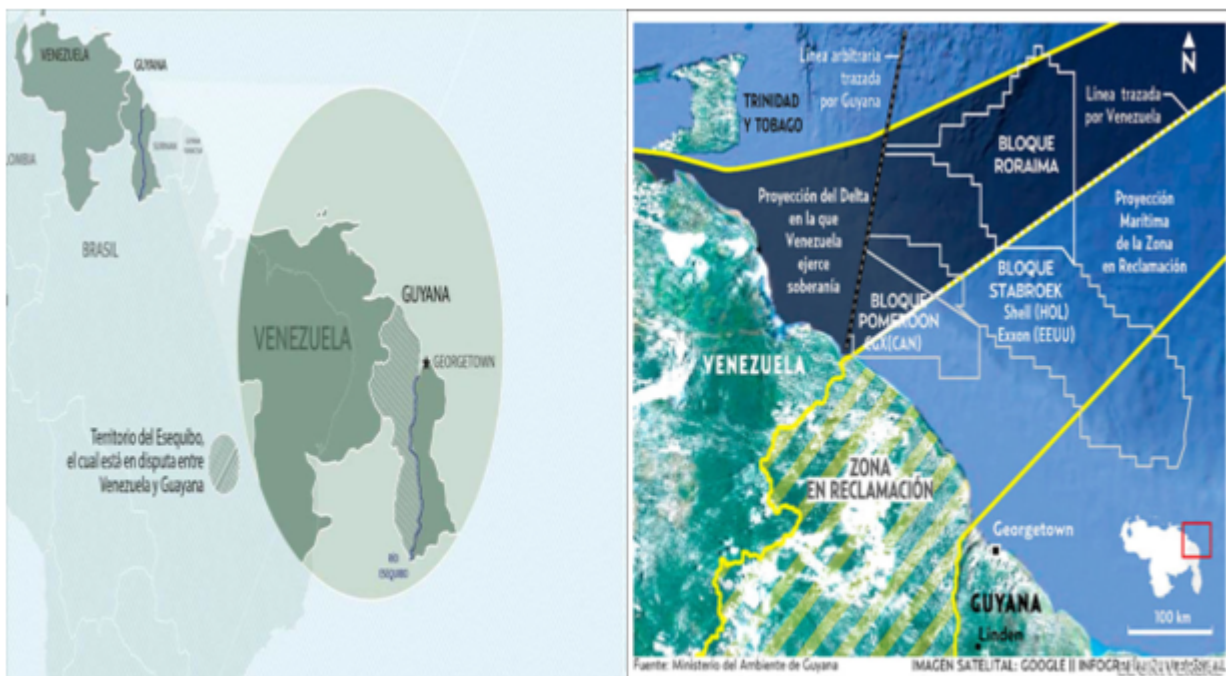 VENEZUELA
GUYANA
SURINAM
BRASIL
GUYANA
VENEZUELA
GEORGETOWN
Territorio del Esequibo,
el cual está en disputa entre
Venezuela y Guayana
RÍO
ESEQUIBO
Línea arbitraria
trazada
por Guyana
N
TRINIDAD
Y TOBAGO
Línea trazada
por Venezuela
BLOQUE
RORAIMA
Proyección del Delta
en la que
Venezuela
ejerce
soberanía
Proyección
Marítima
de la Zona
en Reclamación
BLOQUE
STABROEK
Shell (HOL)
Exxon (EEUU)
BLOQUE
POMEROON
CGX(CAN)
VENEZUELA
ZONA
EN RECLAMACIÓN
Georgetown
GUYANA
Linden
100 km
Fuente: Ministerio del Ambiente de Guyana
IMAGEN SATELITAL: GOOGLE ||